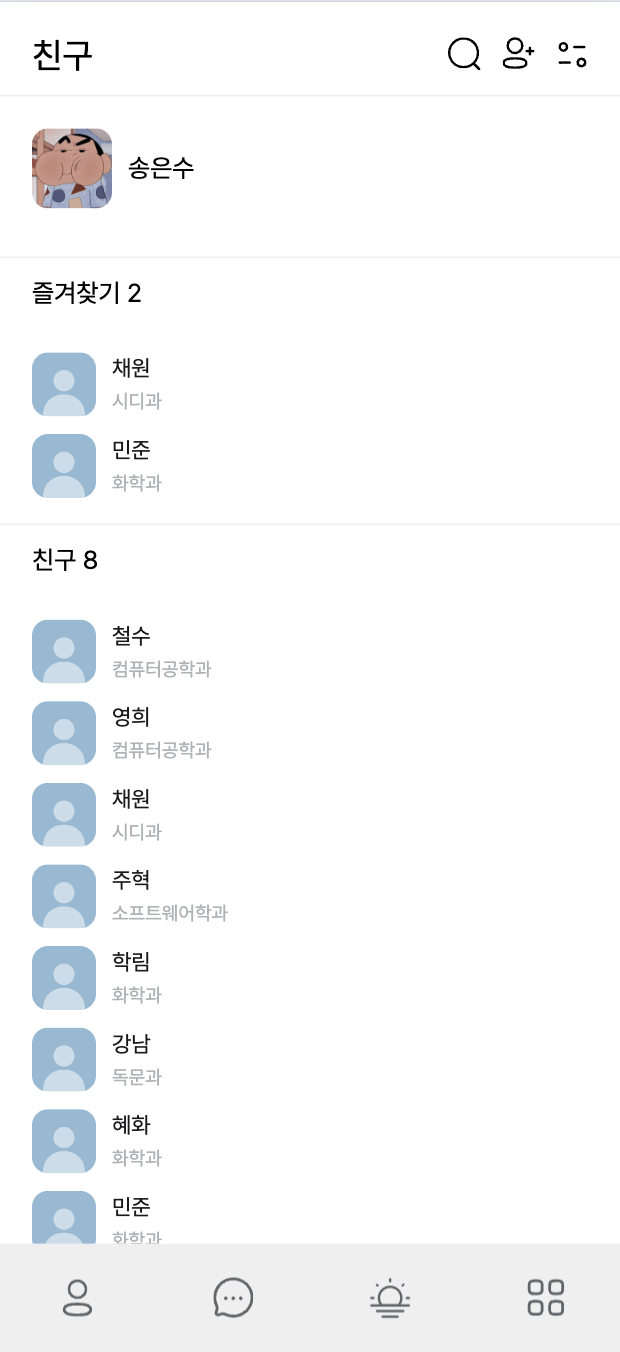 친구
송은수
즐겨찾기 2
채원
시디과
민준
화학과
친구 8
철수
컴퓨터공학과
영희
컴퓨터공학과
채원
시디과
주혁
소프트웨어학과
학림
화학과
강남
독문과
혜화
화학과
민준
화학과